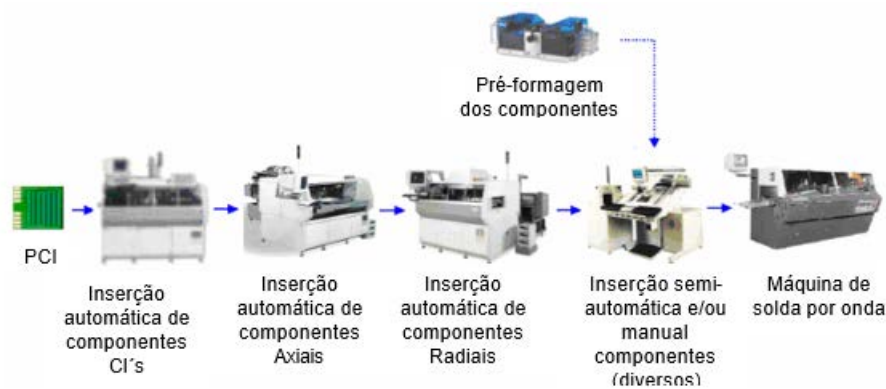 Pré-formagem
dos componentes
PCI
Inserção
automática de
componentes
CI´s
Inserção
automática de
componentes
Axiais
Inserção
automática de
componentes
Radiais
Inserção semi-
automática e/ou
manual
componentes
(diversos)
Máquina de
solda por onda